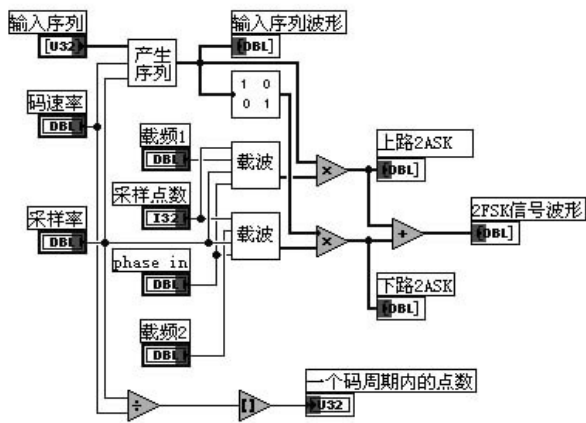 输入序列
[U32]
产生
序列
输入序列波形
[DBL]
1 0
0 1
码速率
DBL
载频1
DBL
载波
上路2ASK
[DBL]
×
采样点数
I32
载波
×
+
2FSK信号波形
[DBL]
采样率
DBL
phase in
DBL
下路2ASK
[DBL]
载频2
DBL
÷
[]
一个码周期内的点数
U32